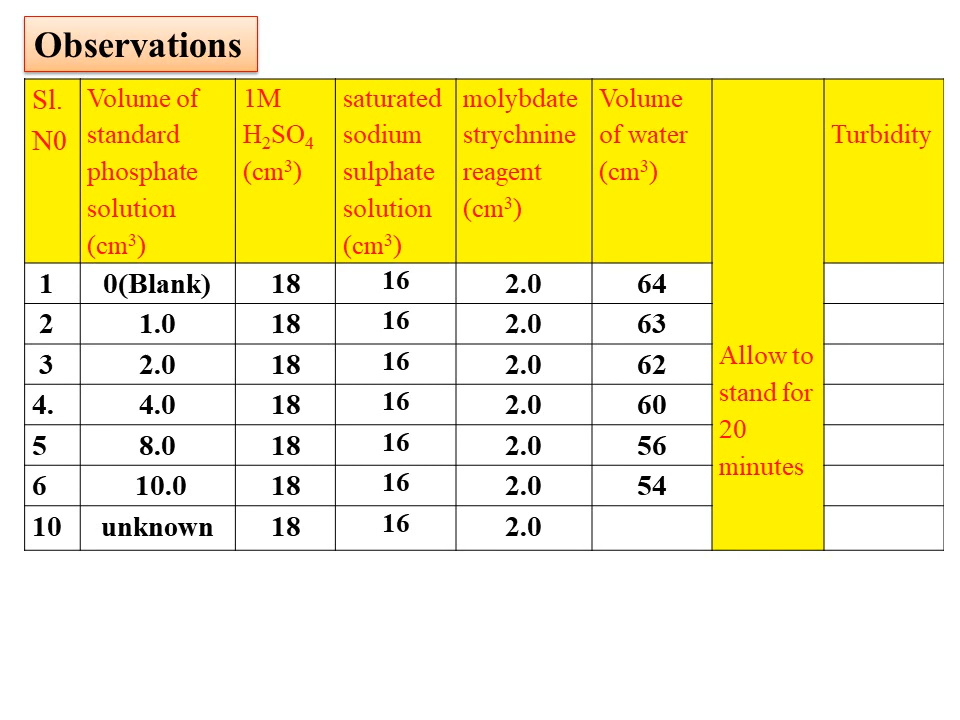 Observations
Sl. N0 Volume of standard phosphate solution (cm³) 1M H₂SO₄ (cm³) saturated sodium sulphate solution (cm³) molybdate strychnine reagent (cm³) Volume of water (cm³) Allow to stand for 20 minutes Turbidity
1 0(Blank) 18 16 2.0 64
2 1.0 18 16 2.0 63
3 2.0 18 16 2.0 62
4. 4.0 18 16 2.0 60
5 8.0 18 16 2.0 56
6 10.0 18 16 2.0 54
10 unknown 18 16 2.0